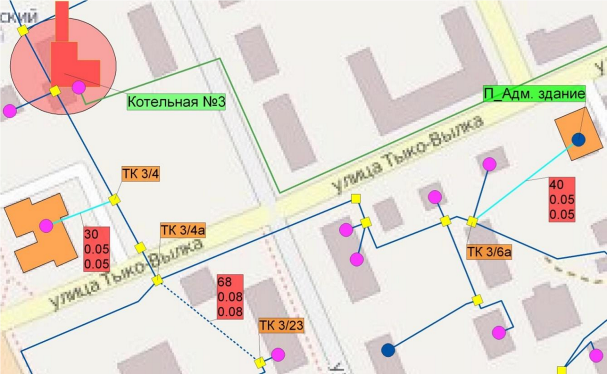 ский
Котельная №3
П_Адм. здание
у
улица Тыко-Вылка
ТК 3/4
40
0.05
0.05
30
0.05
0.05
ТК 3/4а
ТК 3/6а
улица Тыко-Вылка
68
0.08
0.08
ТК 3/23
к